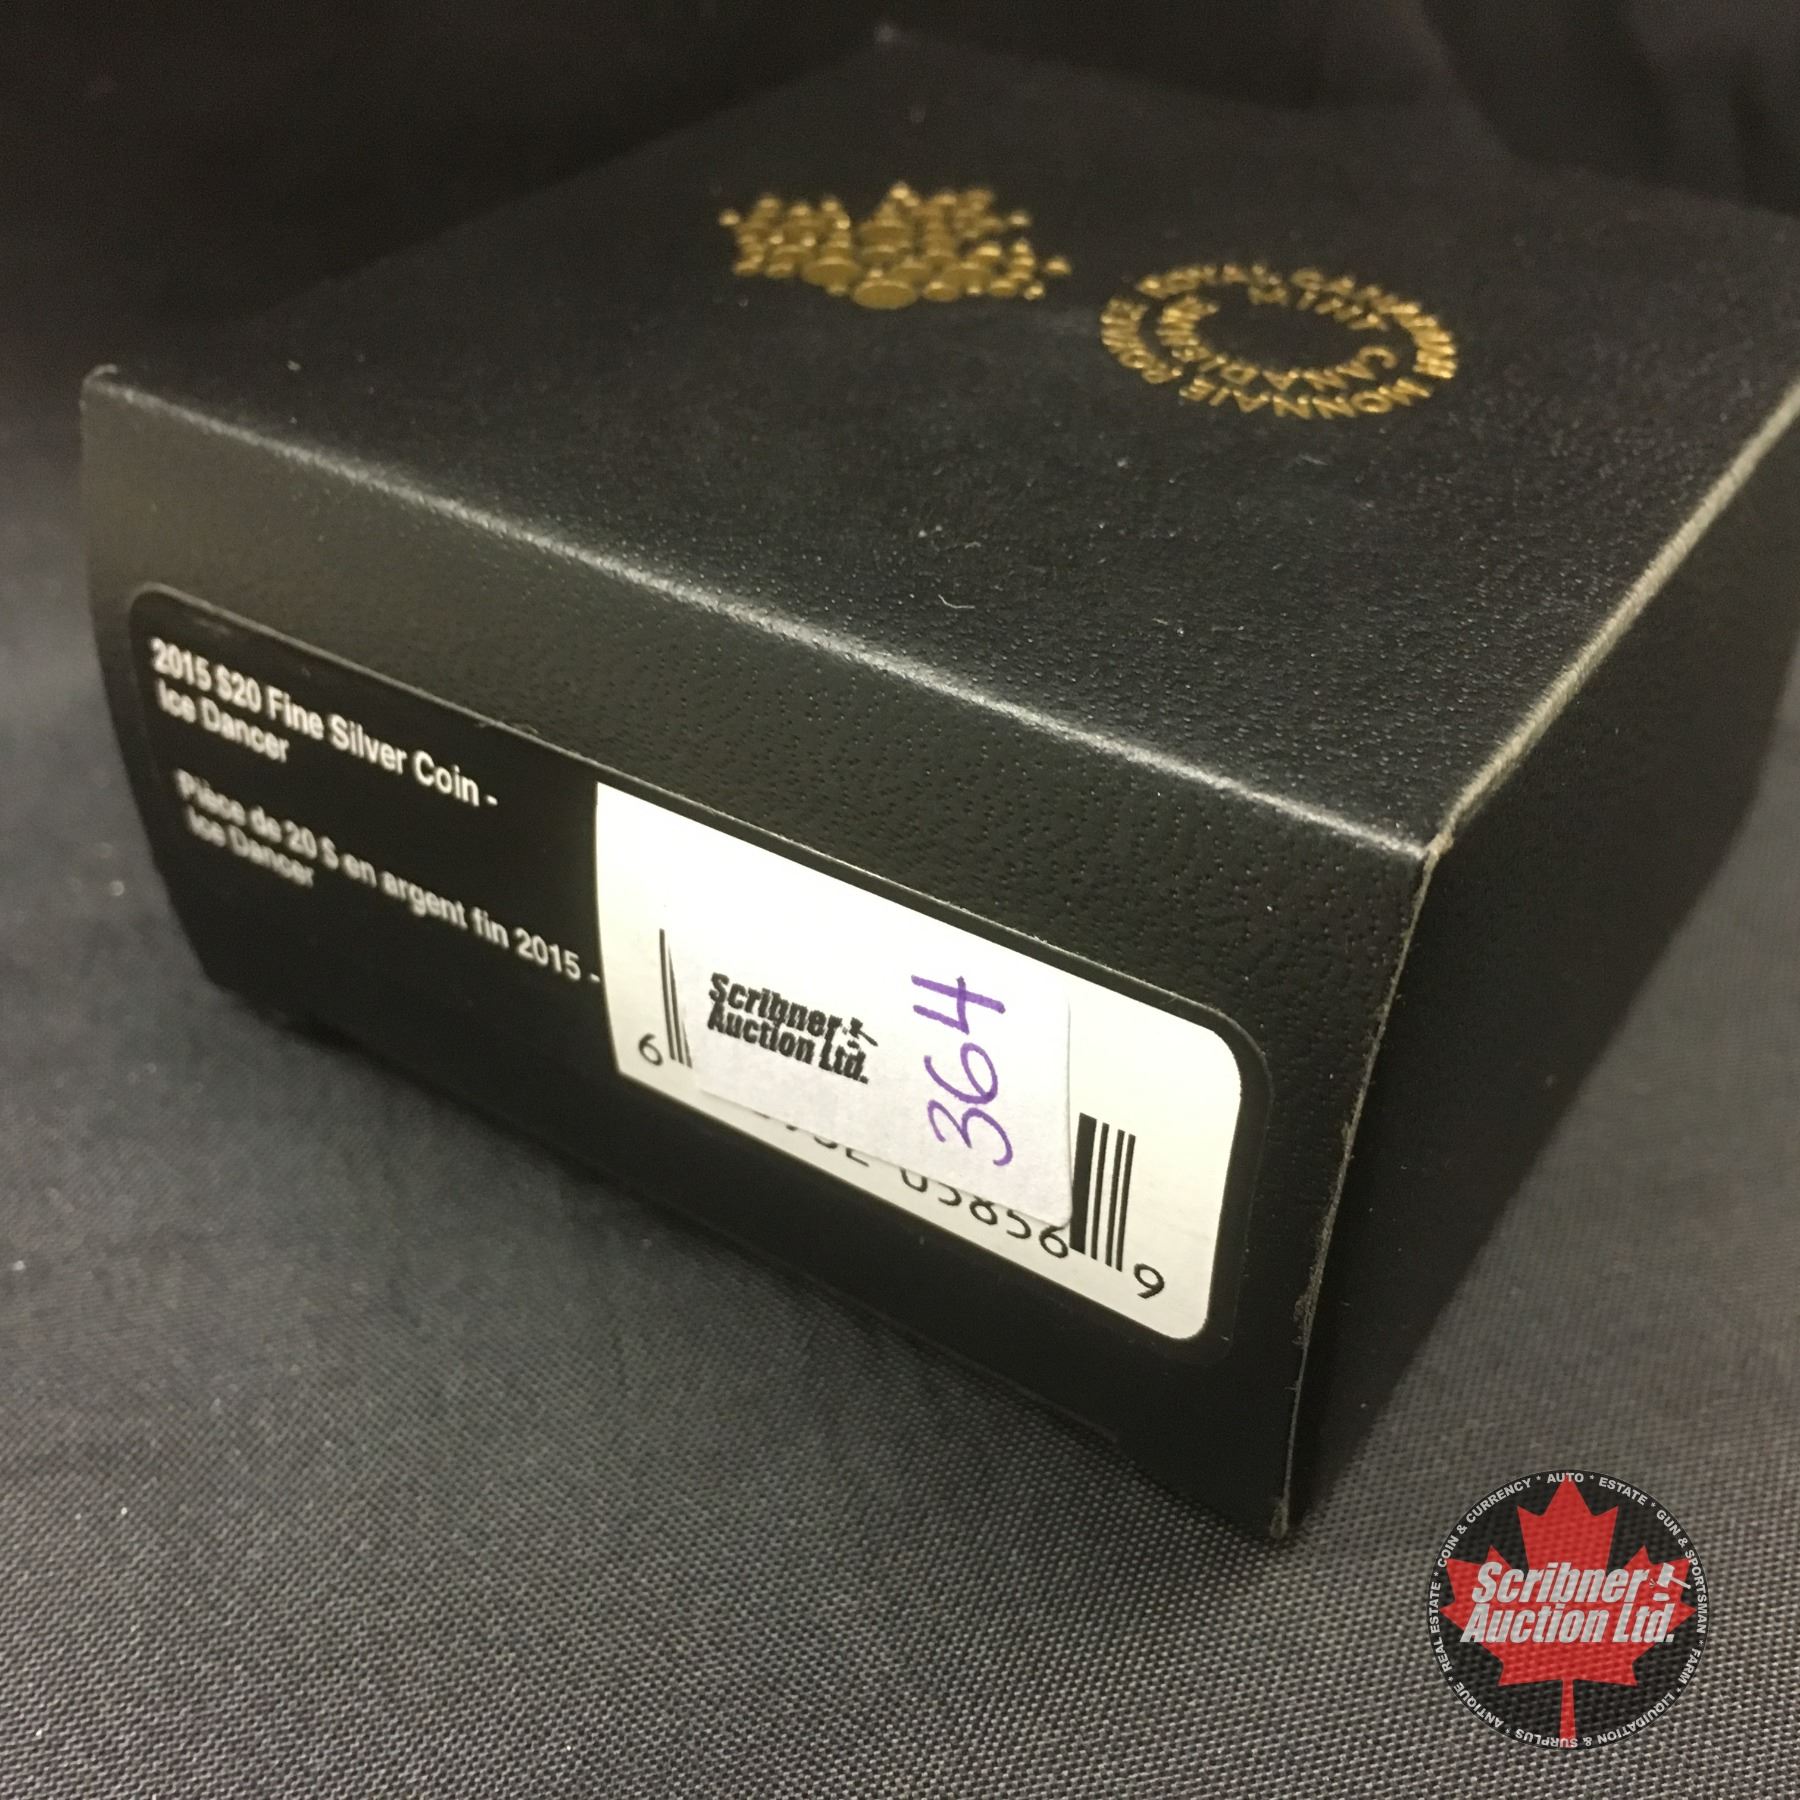 ROYAL CANADIAN MINT
MONNAIE ROYALE CANADIENNE
2015 $20 Fine Silver Coin -
Ice Dancer
Pièce de 20 $ en argent fin 2015 -
Ice Dancer
Scribner
Auction Ltd.
364
6
05856
9
COIN & CURRENCY * AUTO * ESTATE * GUN & SPORTSMAN * FARM * LIQUIDATION & SURPLUS * ANTIQUE * REAL ESTATE *
Scribner
Auction Ltd.